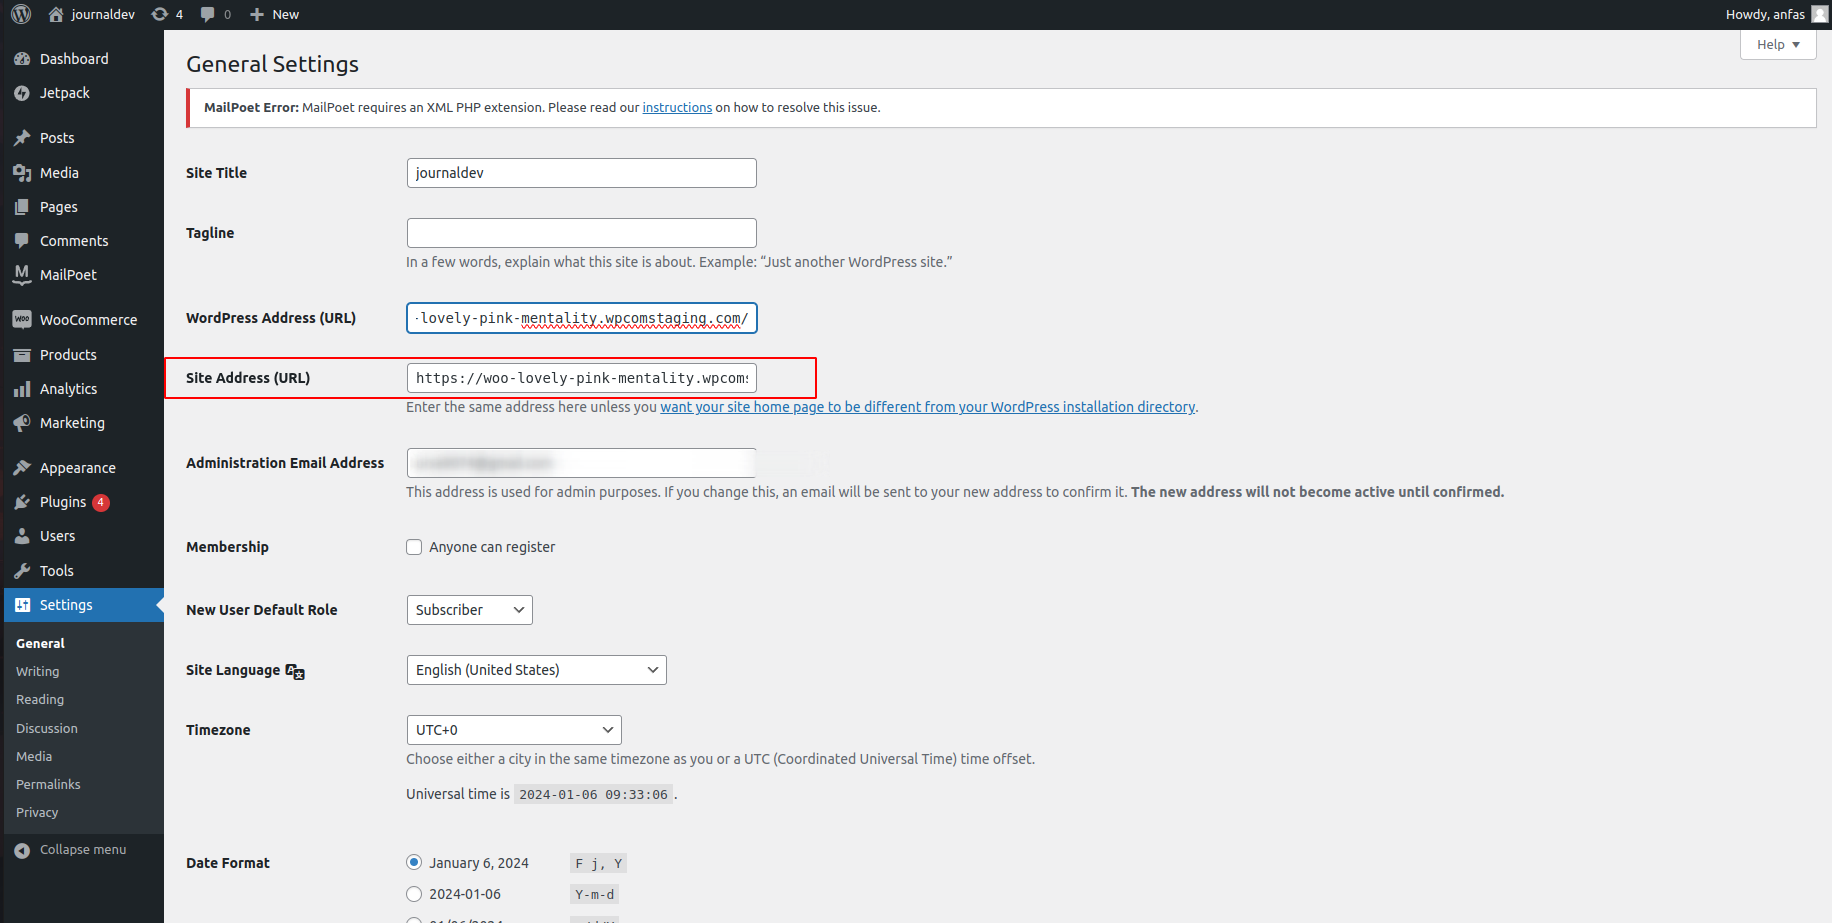 journaldev 4 0 + New Howdy, anfas
Help
Dashboard
Jetpack
Posts
Media
Pages
Comments
MailPoet
WooCommerce
Products
Analytics
Marketing
Appearance
Plugins 4
Users
Tools
Settings
General
Writing
Reading
Discussion
Media
Permalinks
Privacy
Collapse menu
General Settings
MailPoet Error: MailPoet requires an XML PHP extension. Please read our instructions on how to resolve this issue.
Site Title journaldev
Tagline
In a few words, explain what this site is about. Example: “Just another WordPress site.”
WordPress Address (URL) -lovely-pink-mentality.wpcomstaging.com/
Site Address (URL) https://woo-lovely-pink-mentality.wpcoms
Enter the same address here unless you want your site home page to be different from your WordPress installation directory.
Administration Email Address
This address is used for admin purposes. If you change this, an email will be sent to your new address to confirm it. The new address will not become active until confirmed.
Membership Anyone can register
New User Default Role Subscriber
Site Language English (United States)
Timezone UTC+0
Choose either a city in the same timezone as you or a UTC (Coordinated Universal Time) time offset.
Universal time is 2024-01-06 09:33:06 .
Date Format January 6, 2024 F j, Y
2024-01-06 Y-m-d